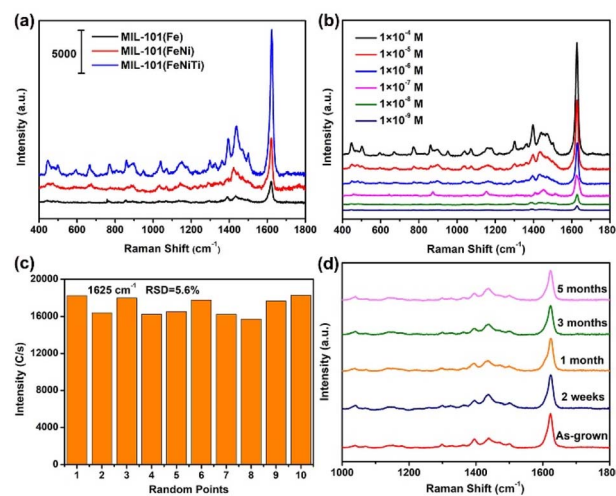 (a)
5000
MIL-101(Fe)
MIL-101(FeNi)
MIL-101(FeNiTi)
Intensity (a.u.)
400 600 800 1000 1200 1400 1600 1800
Raman Shift (cm⁻¹)
(b)
1×10⁻⁴ M
1×10⁻⁵ M
1×10⁻⁶ M
1×10⁻⁷ M
1×10⁻⁸ M
1×10⁻⁹ M
Intensity (a.u.)
400 600 800 1000 1200 1400 1600 1800
Raman Shift (cm⁻¹)
(c)
1625 cm⁻¹ RSD=5.6%
20000
16000
12000
8000
4000
0
Intensity (C/s)
1 2 3 4 5 6 7 8 9 10
Random Points
(d)
5 months
3 months
1 month
2 weeks
As-grown
Intensity (a.u.)
1000 1200 1400 1600 1800
Raman Shift (cm⁻¹)